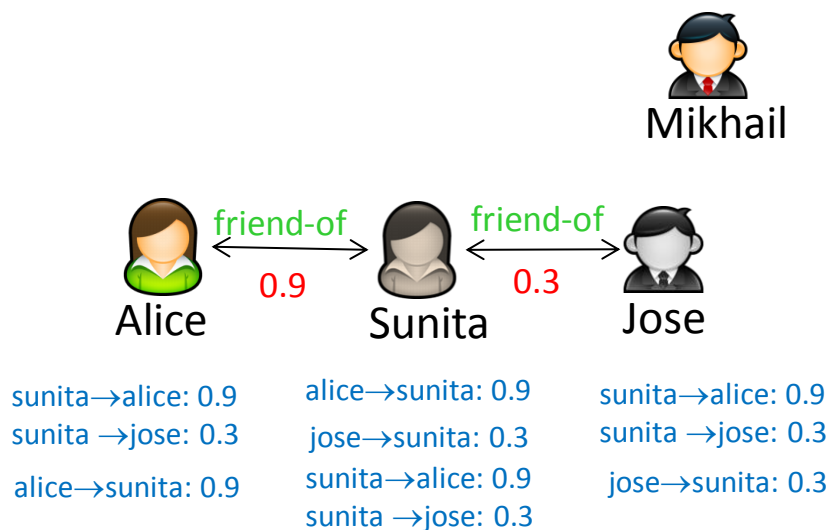 Mikhail
friend-of friend-of
0.9 0.3
Alice Sunita Jose
sunita→alice: 0.9
sunita →jose: 0.3
alice→sunita: 0.9
alice→sunita: 0.9
jose→sunita: 0.3
sunita→alice: 0.9
sunita →jose: 0.3
sunita→alice: 0.9
sunita →jose: 0.3
jose→sunita: 0.3